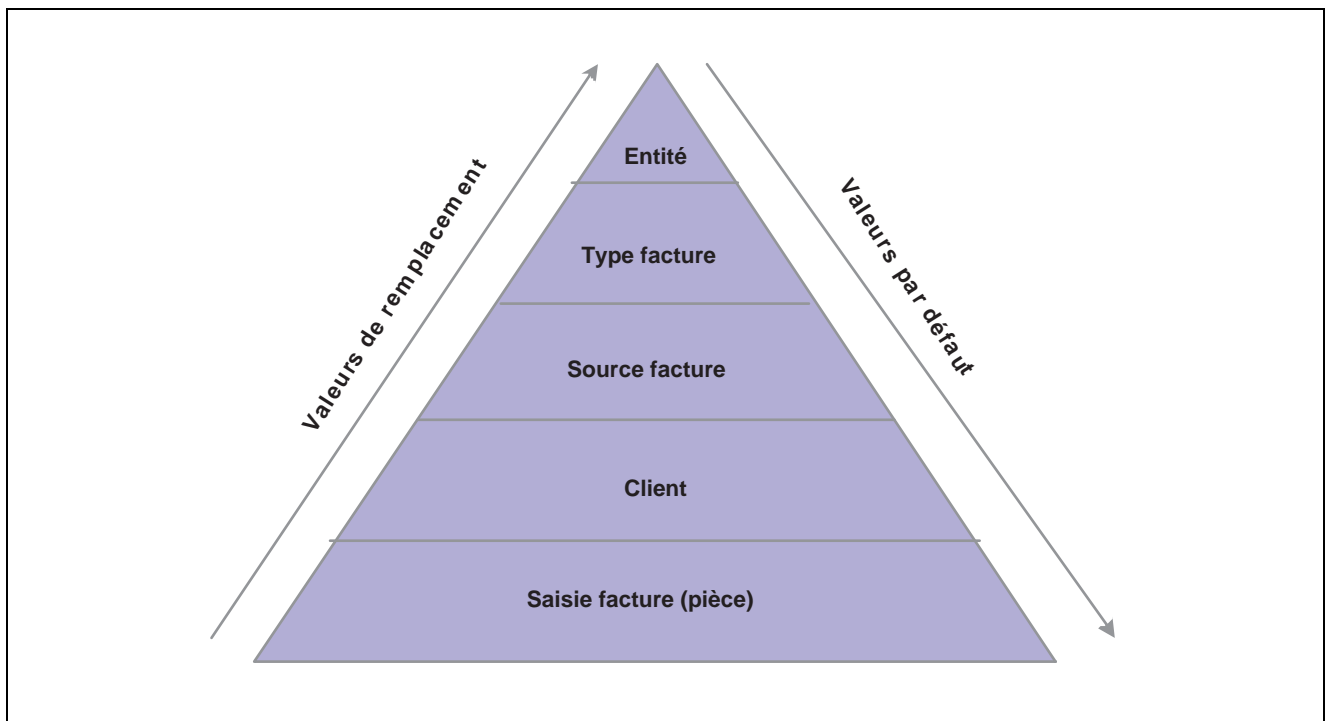 Entité
Type facture
Source facture
Client
Saisie facture (pièce)
Valeurs de remplacement
Valeurs par défaut